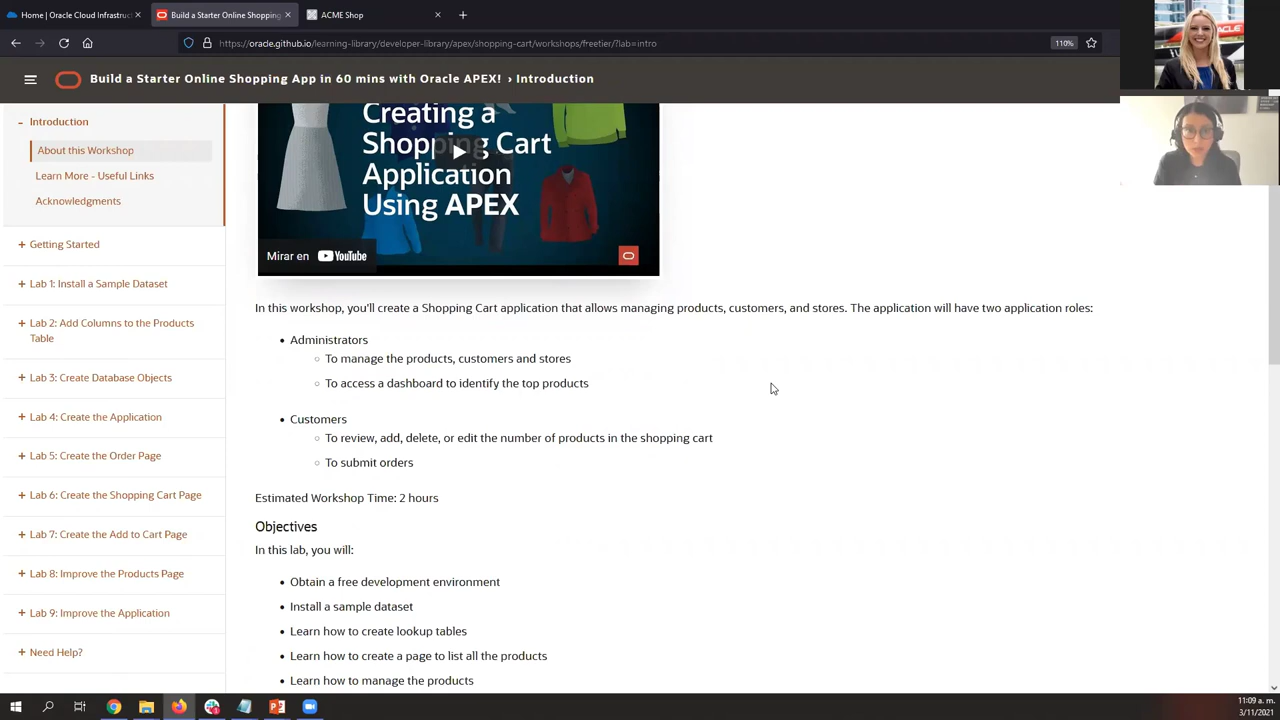 Home | Oracle Cloud Infrastruct
Build a Starter Online Shopping
ACME Shop
https://oracle.github.io/learning-library/developer-library/apex/shopping-cart/workshops/freetier/?lab=intro
110%
Build a Starter Online Shopping App in 60 mins with Oracle APEX! › Introduction
Introduction
About this Workshop
Learn More - Useful Links
Acknowledgments
Getting Started
Lab 1: Install a Sample Dataset
Lab 2: Add Columns to the Products
Table
Lab 3: Create Database Objects
Lab 4: Create the Application
Lab 5: Create the Order Page
Lab 6: Create the Shopping Cart Page
Lab 7: Create the Add to Cart Page
Lab 8: Improve the Products Page
Lab 9: Improve the Application
Need Help?
Creating a
Shopping Cart
Application
Using APEX
Mirar en YouTube
In this workshop, you'll create a Shopping Cart application that allows managing products, customers, and stores. The application will have two application roles:
Administrators
To manage the products, customers and stores
To access a dashboard to identify the top products
Customers
To review, add, delete, or edit the number of products in the shopping cart
To submit orders
Estimated Workshop Time: 2 hours
Objectives
In this lab, you will:
Obtain a free development environment
Install a sample dataset
Learn how to create lookup tables
Learn how to create a page to list all the products
Learn how to manage the products
11:09 a. m.
3/11/2021